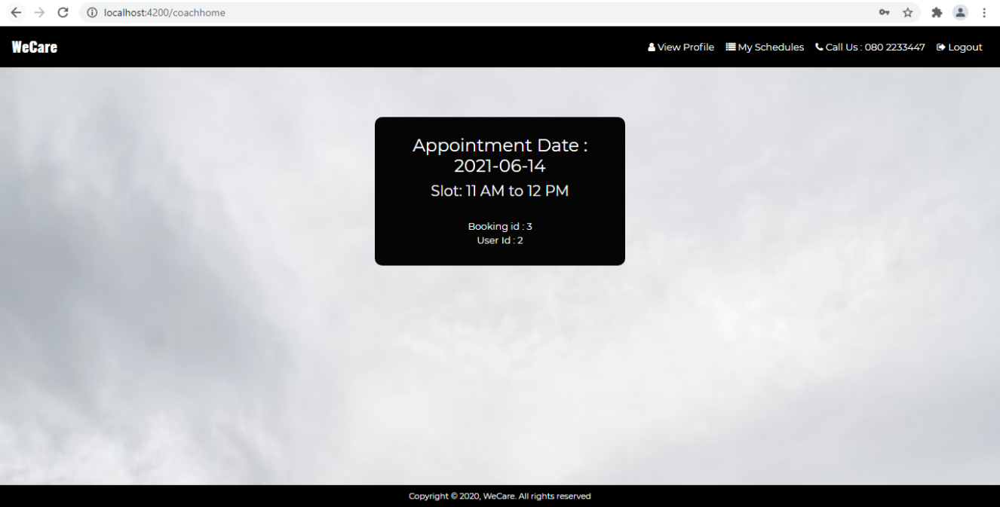 localhost:4200/coachhome
WeCare
View Profile
My Schedules
Call Us : 080 2233447
Logout
Appointment Date :
2021-06-14
Slot: 11 AM to 12 PM
Booking id : 3
User Id : 2
Copyright © 2020, WeCare. All rights reserved